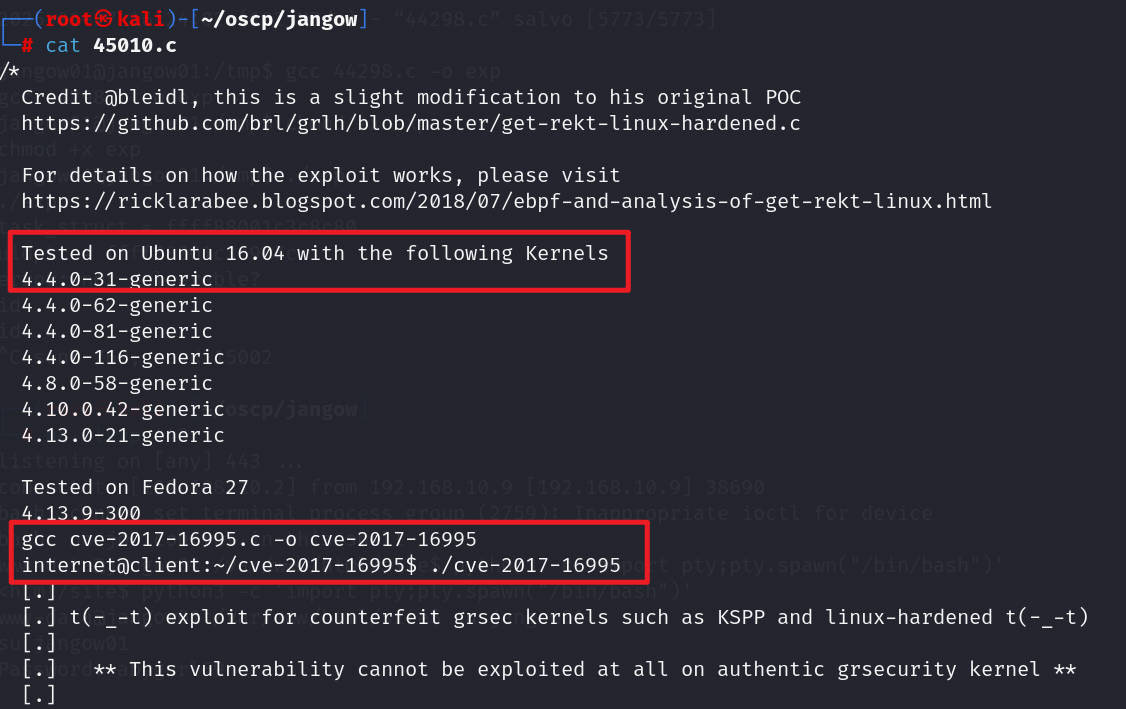 ┌──(root㉿kali)-[~/oscp/jangow]
└─# cat 45010.c
/*
Credit @bleidl, this is a slight modification to his original POC
https://github.com/brl/grlh/blob/master/get-rekt-linux-hardened.c
For details on how the exploit works, please visit
https://ricklarabee.blogspot.com/2018/07/ebpf-and-analysis-of-get-rekt-linux.html
Tested on Ubuntu 16.04 with the following Kernels
4.4.0-31-generic
4.4.0-62-generic
4.4.0-81-generic
4.4.0-116-generic
4.8.0-58-generic
4.10.0.42-generic
4.13.0-21-generic
Tested on Fedora 27
4.13.9-300
gcc cve-2017-16995.c -o cve-2017-16995
internet@client:~/cve-2017-16995$ ./cve-2017-16995
[.]
[.] t(-_-t) exploit for counterfeit grsec kernels such as KSPP and linux-hardened t(-_-t)
[.]
[.] ** This vulnerability cannot be exploited at all on authentic grsecurity kernel **
[.]